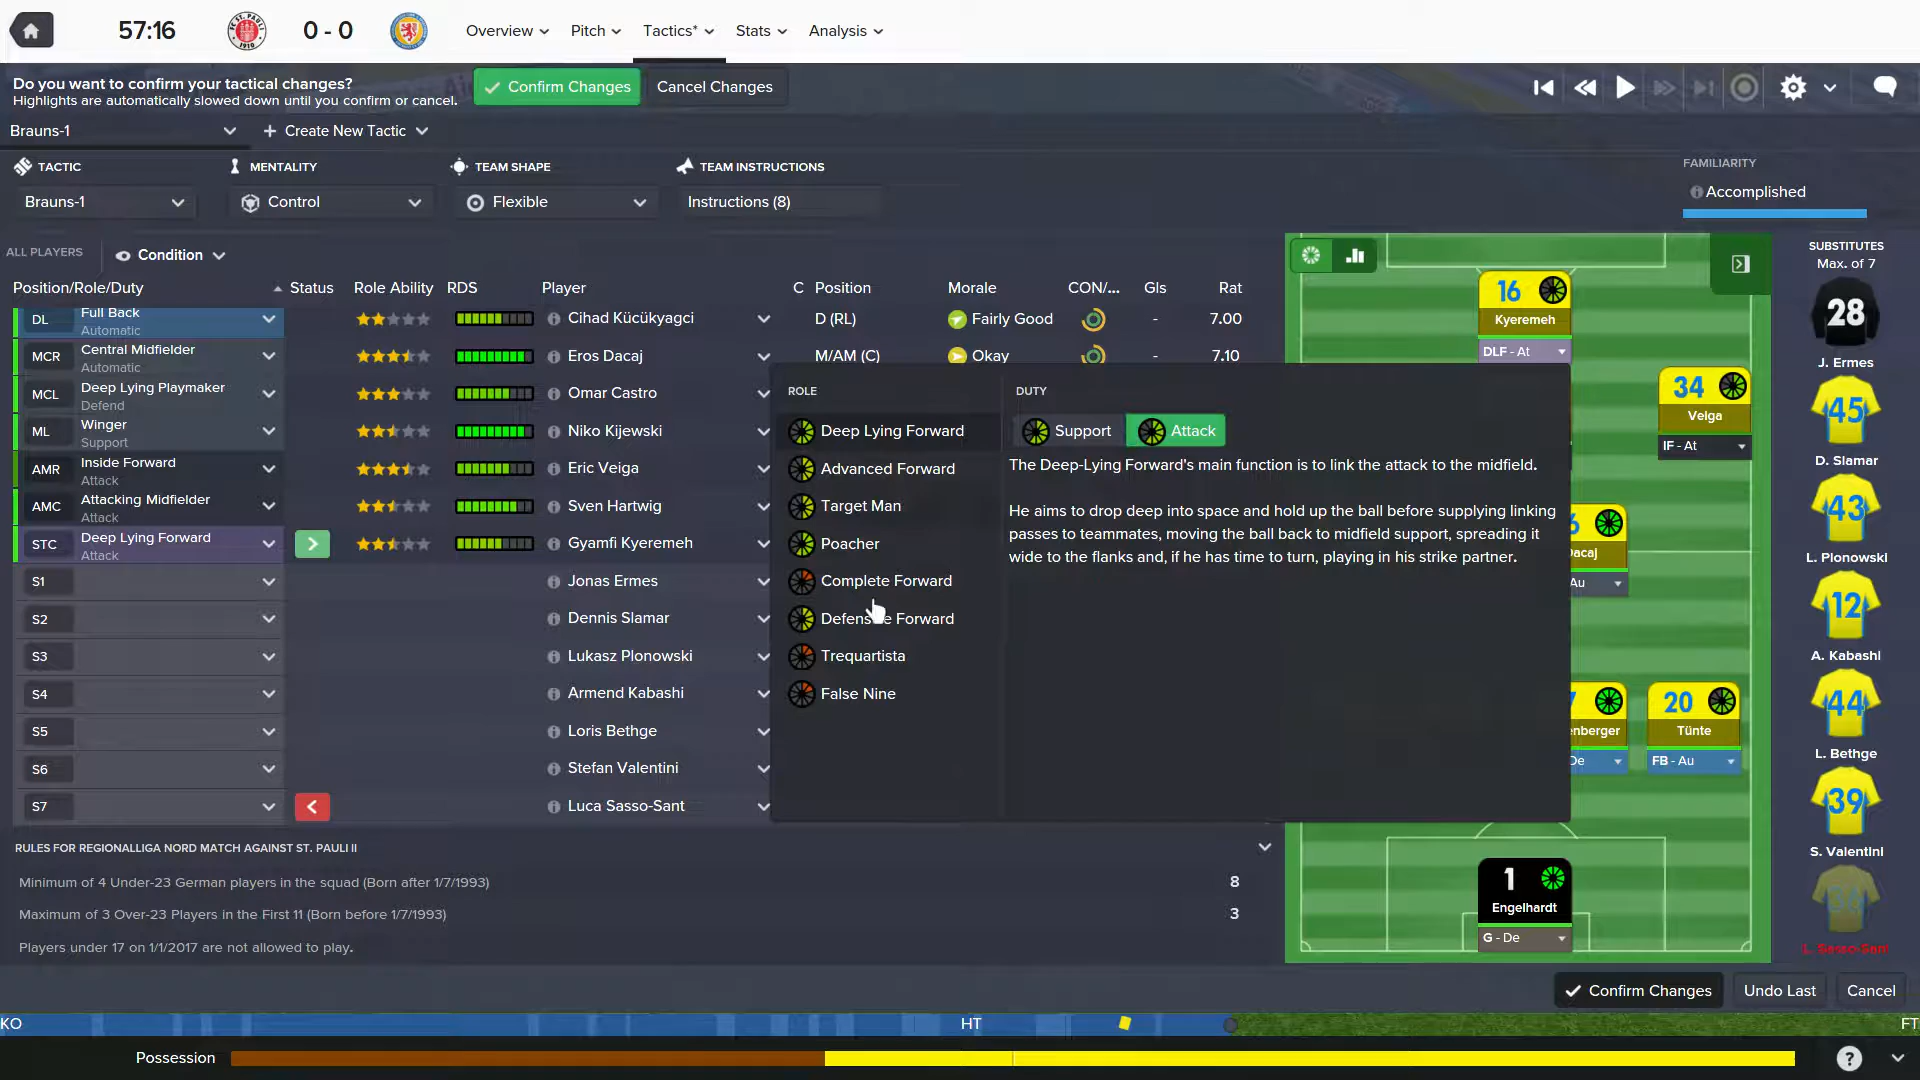 57:16
0 - 0
Overview
Pitch
Tactics*
Stats
Analysis
Do you want to confirm your tactical changes?
Highlights are automatically slowed down until you confirm or cancel.
Confirm Changes
Cancel Changes
Brauns-1
Create New Tactic
TACTIC
MENTALITY
TEAM SHAPE
TEAM INSTRUCTIONS
FAMILIARITY
Brauns-1
Control
Flexible
Instructions (8)
Accomplished
ALL PLAYERS
Condition
Position/Role/Duty
Status
Role Ability
RDS
Player
C
Position
Morale
CON/...
Gls
Rat
DL
Full Back
Automatic
Cihad Kücükyagci
D (RL)
Fairly Good
-
7.00
MCR
Central Midfielder
Automatic
Eros Dacaj
M/AM (C)
Okay
-
7.10
MCL
Deep Lying Playmaker
Defend
Omar Castro
ML
Winger
Support
Niko Kijewski
AMR
Inside Forward
Attack
Eric Veiga
AMC
Attacking Midfielder
Attack
Sven Hartwig
STC
Deep Lying Forward
Attack
Gyamfi Kyeremeh
S1
Jonas Ermes
S2
Dennis Slamar
S3
Lukasz Plonowski
S4
Armend Kabashi
S5
Loris Bethge
S6
Stefan Valentini
S7
Luca Sasso-Sant
ROLE
Deep Lying Forward
Advanced Forward
Target Man
Poacher
Complete Forward
Defensive Forward
Trequartista
False Nine
DUTY
Support
Attack
The Deep-Lying Forward's main function is to link the attack to the midfield.
He aims to drop deep into space and hold up the ball before supplying linking
passes to teammates, moving the ball back to midfield support, spreading it
wide to the flanks and, if he has time to turn, playing in his strike partner.
16
Kyeremeh
DLF - At
34
Veiga
IF - At
6
Dacaj
Au
7
nberger
De
20
Tünte
FB - Au
1
Engelhardt
G - De
SUBSTITUTES
Max. of 7
28
J. Ermes
45
D. Slamar
43
L. Plonowski
12
A. Kabashi
44
L. Bethge
39
S. Valentini
L. Sasso-Sant
RULES FOR REGIONALLIGA NORD MATCH AGAINST ST. PAULI II
Minimum of 4 Under-23 German players in the squad (Born after 1/7/1993)
8
Maximum of 3 Over-23 Players in the First 11 (Born before 1/7/1993)
3
Players under 17 on 1/1/2017 are not allowed to play.
Confirm Changes
Undo Last
Cancel
KO
HT
FT
Possession
?